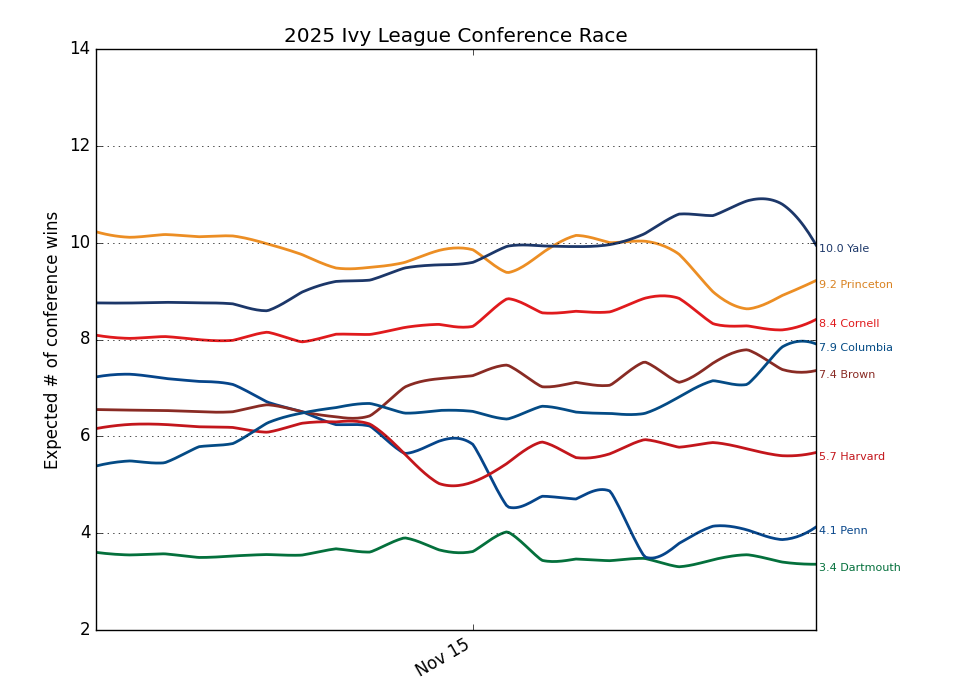 2025 Ivy League Conference Race
Expected # of conference wins
14
12
10
8
6
4
2
Nov 15
10.0 Yale
9.2 Princeton
8.4 Cornell
7.9 Columbia
7.4 Brown
5.7 Harvard
4.1 Penn
3.4 Dartmouth